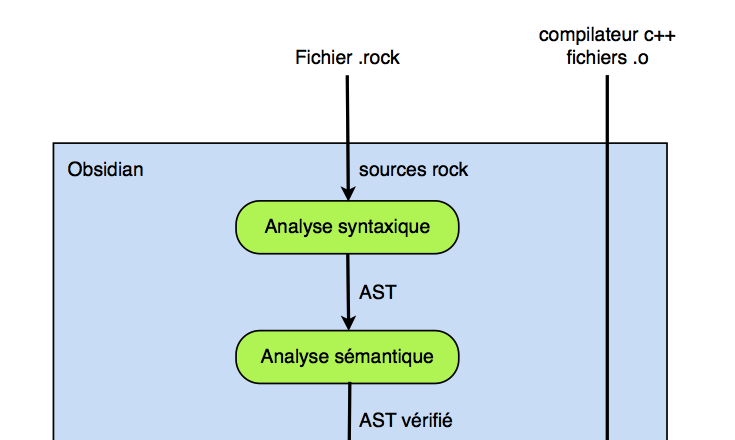 compilateur c++
Fichier .rock
fichiers .o
Obsidian
sources rock
Analyse syntaxique
AST
Analyse sémantique
AST vérifié